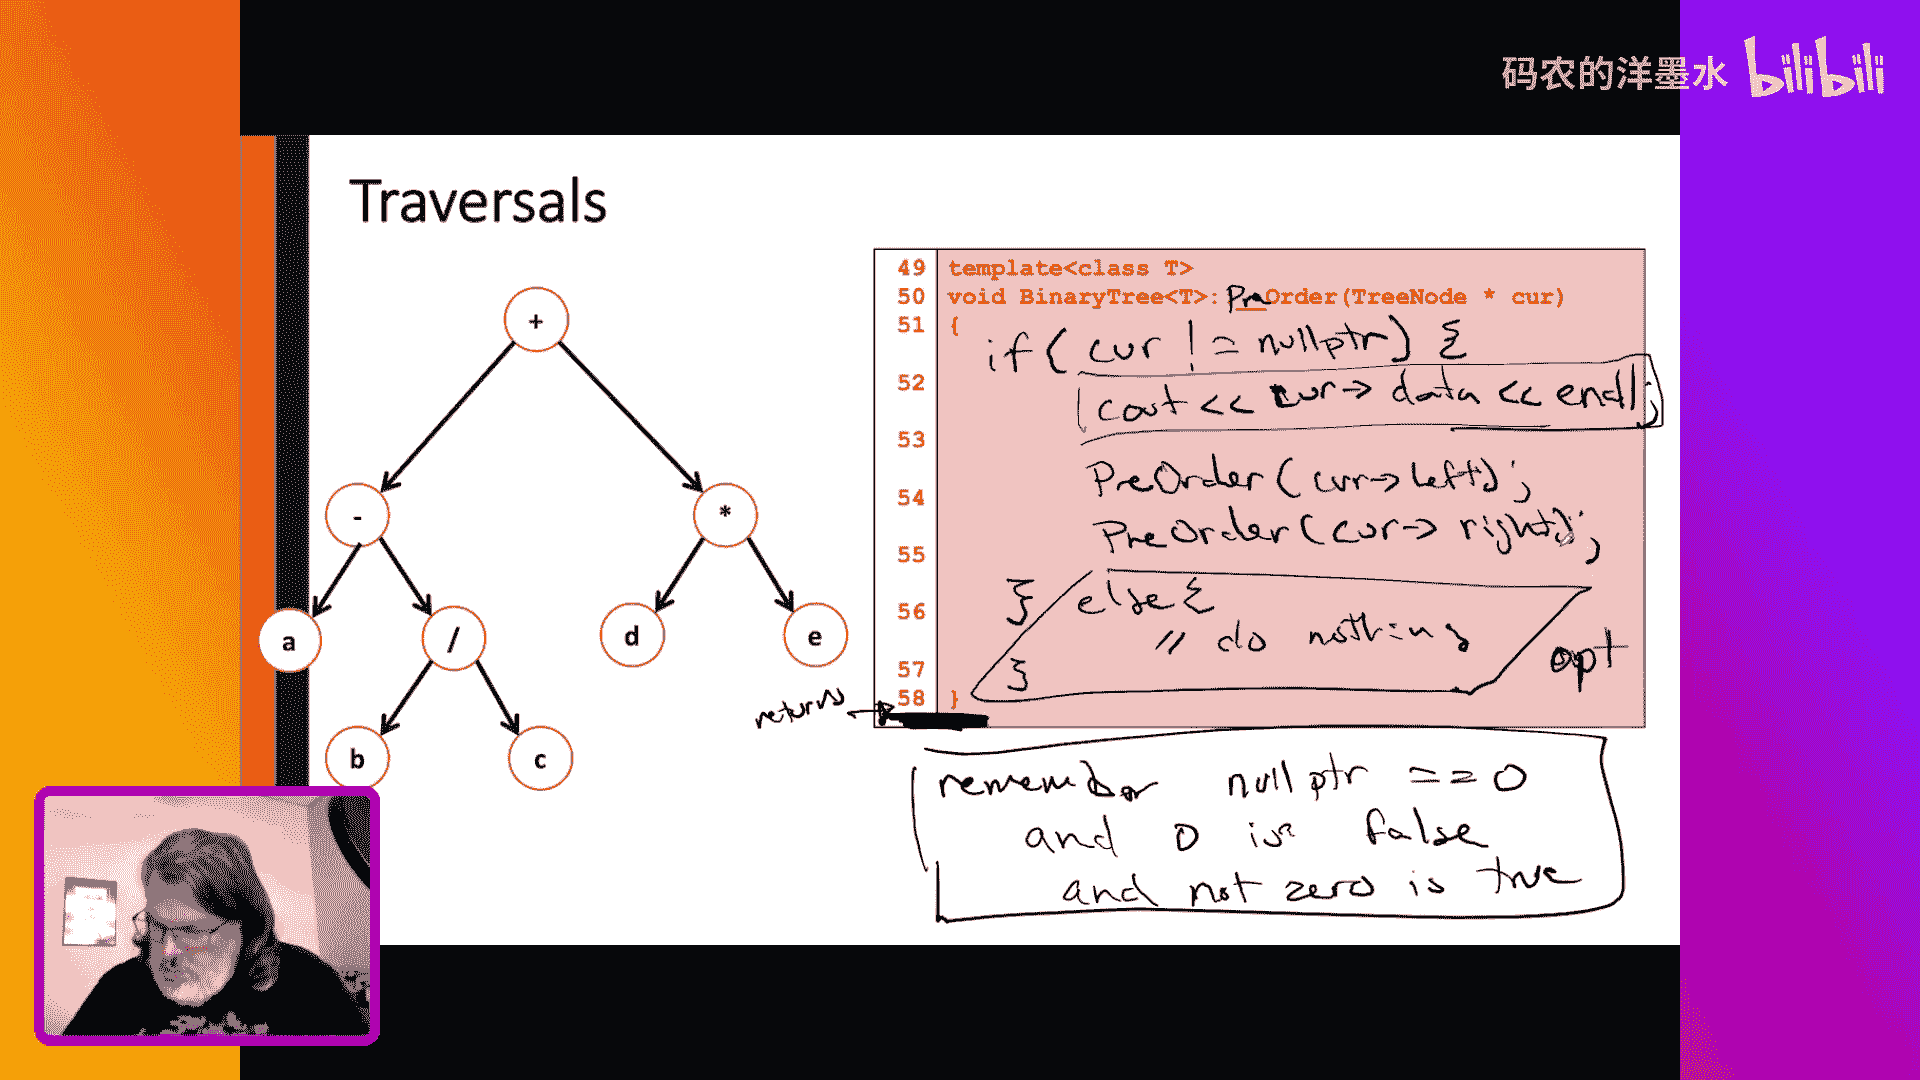 码农的洋墨水 bilibili
Traversals
+
-
*
a
/
d
e
b
c
49 template<class T>
50 void BinaryTree<T>::PreOrder(TreeNode * cur)
51 {
if( cur != nullptr) {
52
cout << cur-> data << endl;
53
PreOrder( cur->left);
54
PreOrder(cur-> right);
55
} else {
56
// do nothing
opt
57
}
58 }
returns
remember nullptr == 0
and 0 is false
and not zero is true